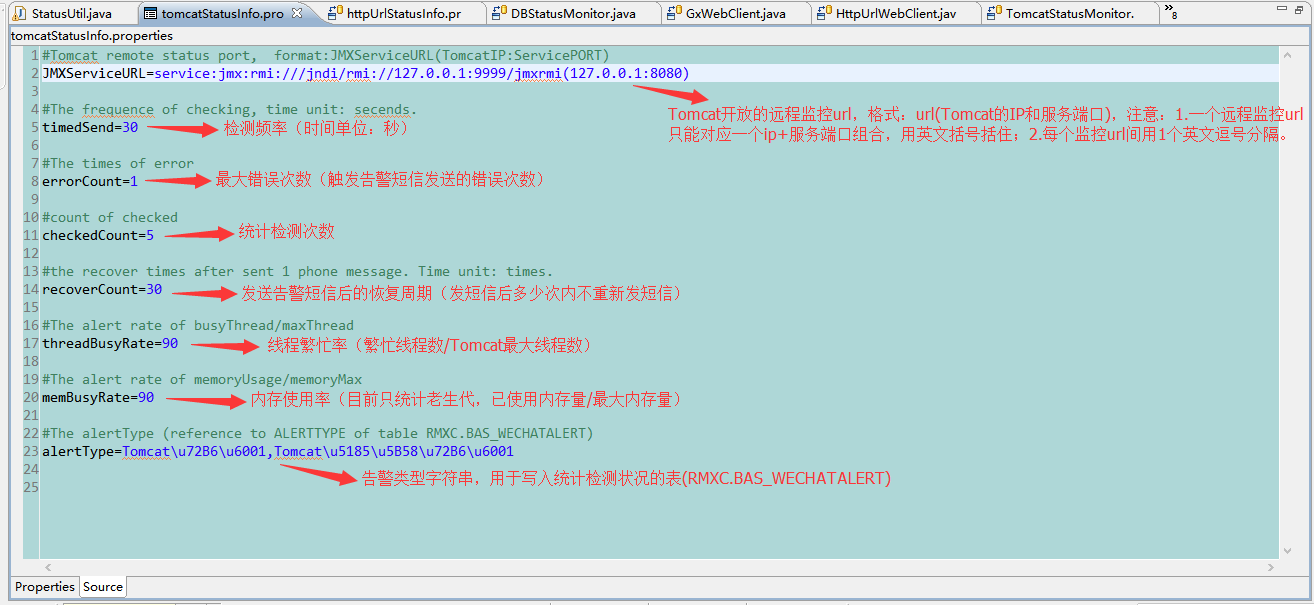 StatusUtil.java
tomcatStatusInfo.pro
httpUrlStatusInfo.pr
DBStatusMonitor.java
GxWebClient.java
HttpUrlWebClient.jav
TomcatStatusMonitor.
»8
tomcatStatusInfo.properties
1 #Tomcat remote status port,  format:JMXServiceURL(TomcatIP:ServicePORT)
2 JMXServiceURL=service:jmx:rmi:///jndi/rmi://127.0.0.1:9999/jmxrmi(127.0.0.1:8080)
3
Tomcat开放的远程监控url，格式：url(Tomcat的IP和服务端口)，注意：1.一个远程监控url
只能对应一个ip+服务端口组合，用英文括号括住；2.每个监控url间用1个英文逗号分隔。
4 #The frequence of checking, time unit: secends.
5 timedSend=30 检测频率（时间单位：秒）
6
7 #The times of error
8 errorCount=1 最大错误次数（触发告警短信发送的错误次数）
9
10 #count of checked
11 checkedCount=5 统计检测次数
12
13 #the recover times after sent 1 phone message. Time unit: times.
14 recoverCount=30 发送告警短信后的恢复周期（发短信后多少次内不重新发短信）
15
16 #The alert rate of busyThread/maxThread
17 threadBusyRate=90 线程繁忙率（繁忙线程数/Tomcat最大线程数）
18
19 #The alert rate of memoryUsage/memoryMax
20 memBusyRate=90 内存使用率（目前只统计老生代，已使用内存量/最大内存量）
21
22 #The alertType (reference to ALERTTYPE of table RMXC.BAS_WECHATALERT)
23 alertType=Tomcat\u72B6\u6001,Tomcat\u5185\u5B58\u72B6\u6001
24
告警类型字符串，用于写入统计检测状况的表(RMXC.BAS_WECHATALERT)
25
Properties
Source